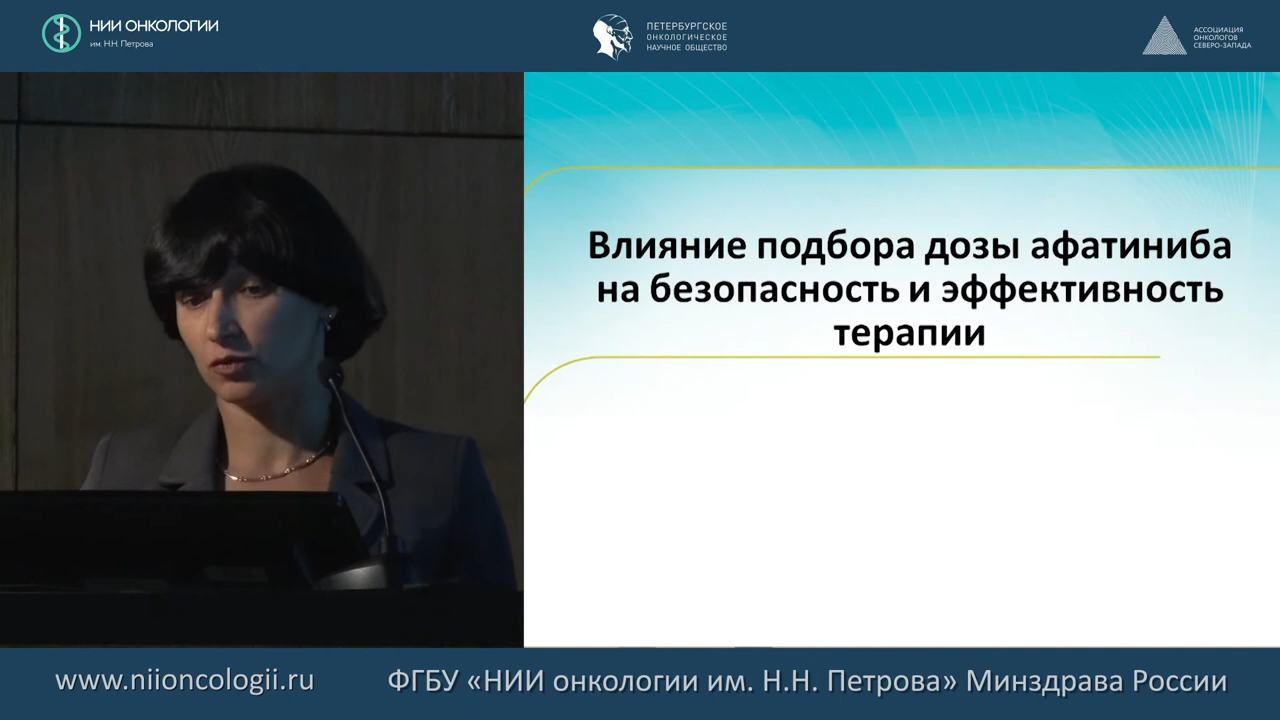 НИИ ОНКОЛОГИИ
им. Н.Н. Петрова
ПЕТЕРБУРГСКОЕ
ОНКОЛОГИЧЕСКОЕ
НАУЧНОЕ ОБЩЕСТВО
АССОЦИАЦИЯ
ОНКОЛОГОВ
СЕВЕРО-ЗАПАДА
Влияние подбора дозы афатиниба
на безопасность и эффективность
терапии
www.niioncologii.ru
ФГБУ «НИИ онкологии им. Н.Н. Петрова» Минздрава России